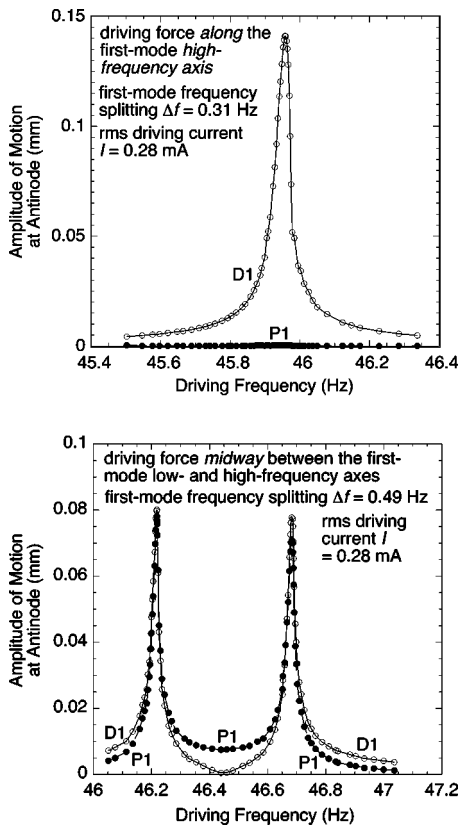 driving force along the
first-mode high-
frequency axis
first-mode frequency
splitting Δf = 0.31 Hz
rms driving current
I = 0.28 mA
Amplitude of Motion
at Antinode (mm)
0.15
0.1
0.05
0
D1
P1
45.4 45.6 45.8 46 46.2 46.4
Driving Frequency (Hz)
driving force midway between the first-
mode low- and high-frequency axes
first-mode frequency splitting Δf = 0.49 Hz
rms driving
current I
= 0.28 mA
Amplitude of Motion
at Antinode (mm)
0.1
0.08
0.06
0.04
0.02
0
D1 P1 D1
P1 P1
46 46.2 46.4 46.6 46.8 47 47.2
Driving Frequency (Hz)